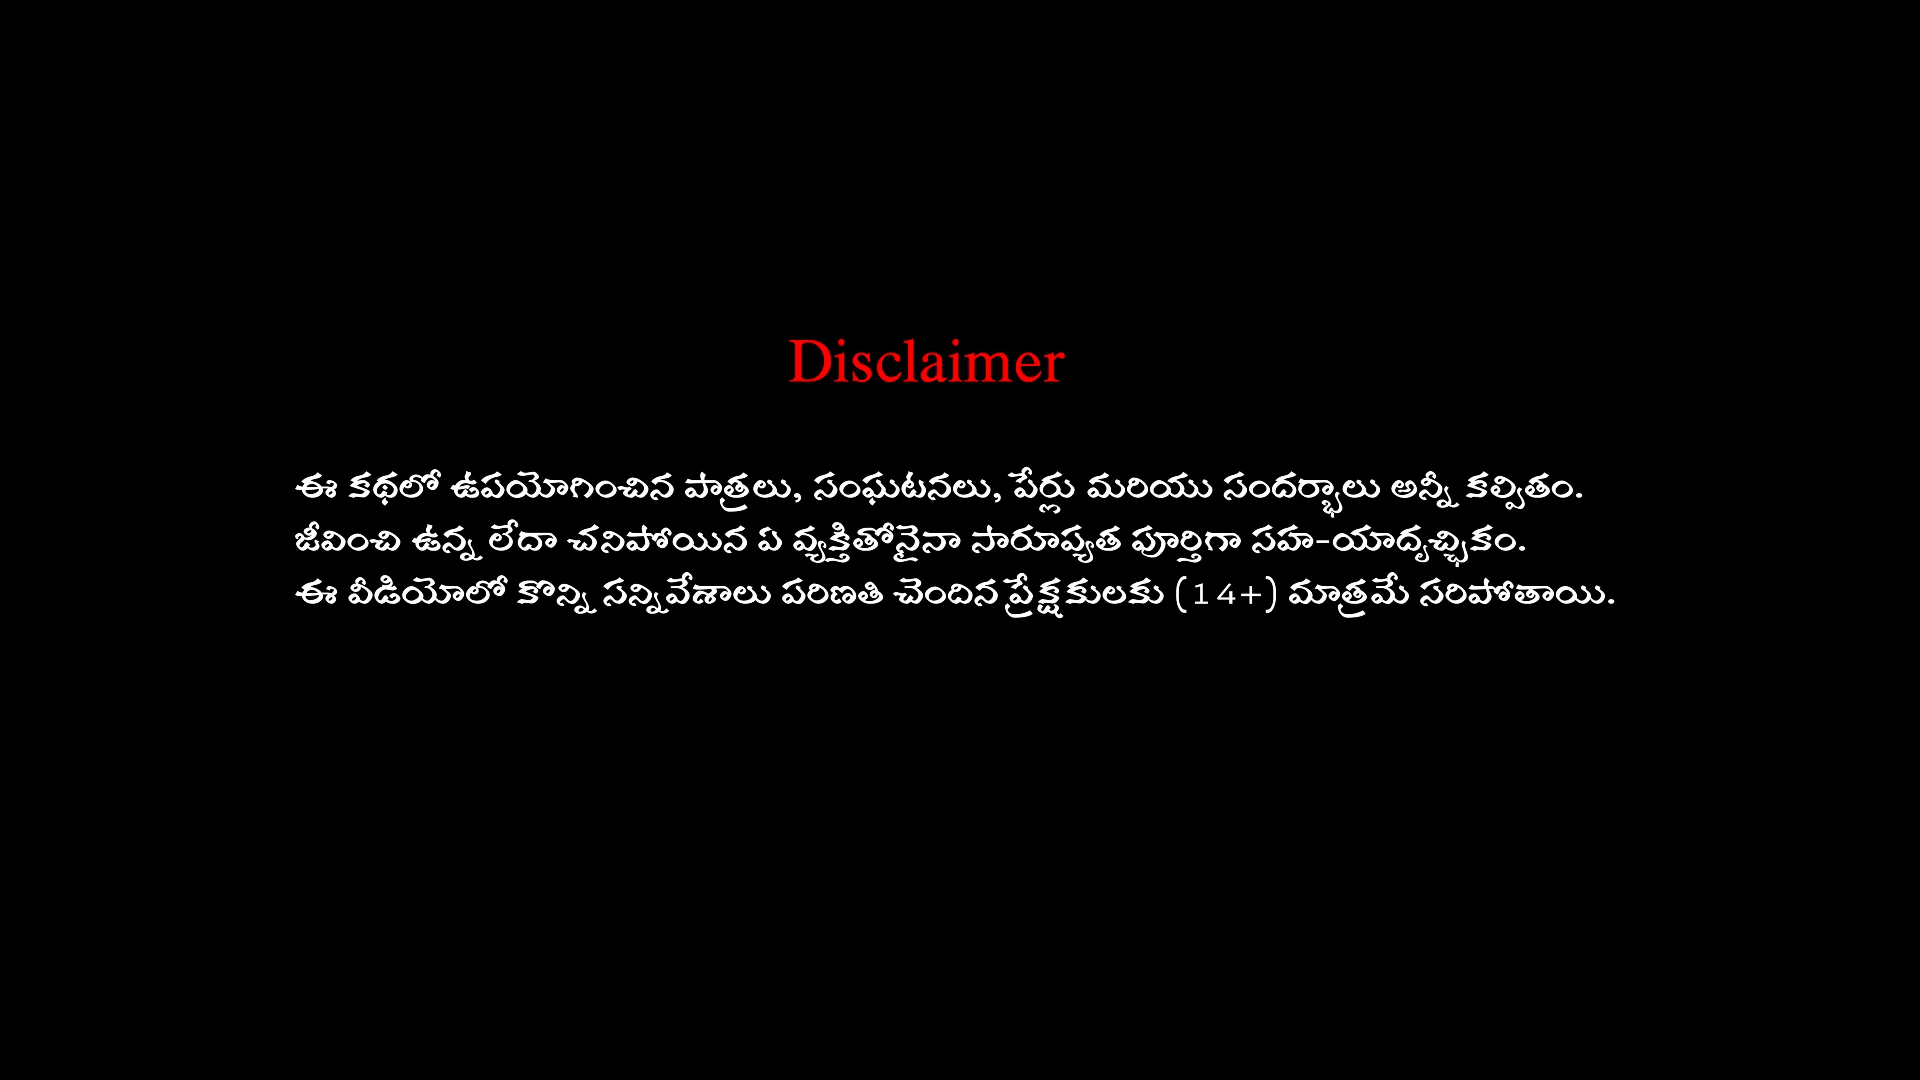 Disclaimer
ఈ కథలో ఉపయోగించిన పాత్రలు, సంఘటనలు, పేర్లు మరియు సందర్భాలు అన్నీ కల్పితం.
జీవించి ఉన్న లేదా చనిపోయిన ఏ వ్యక్తితోనైనా సారూప్యత పూర్తిగా సహ-యాదృచ్ఛికం.
ఈ వీడియోలో కొన్ని సన్నివేశాలు పరిణతి చెందిన ప్రేక్షకులకు (14+) మాత్రమే సరిపోతాయి.